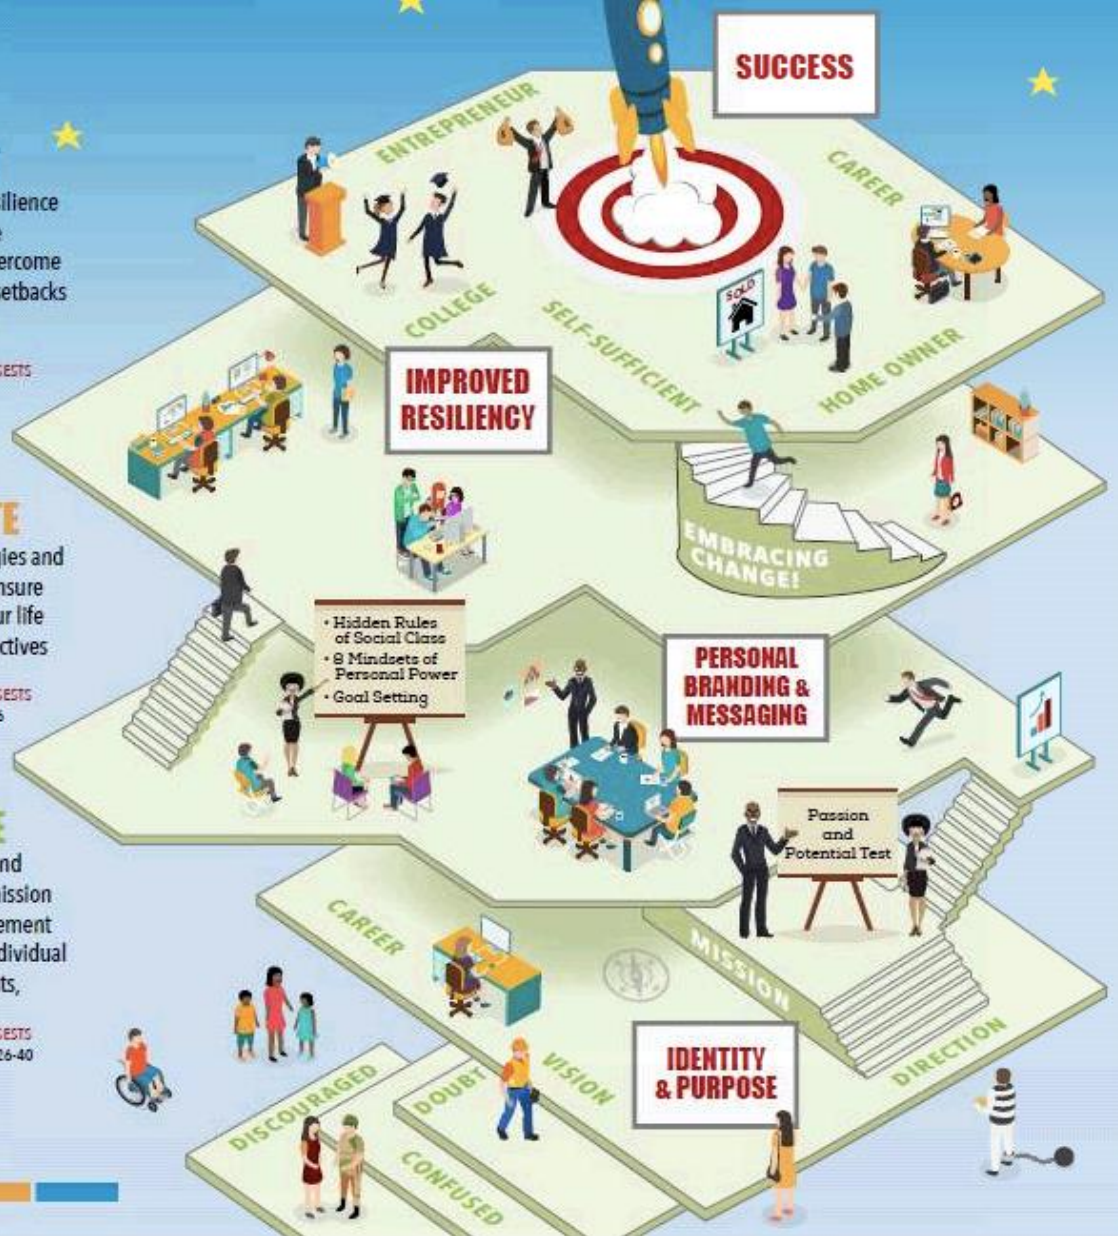 SUCCESS
ENTREPRENEUR
CAREER
COLLEGE
SELF-SUFFICIENT
HOME OWNER
SOLD
ercome
etbacks
IMPROVED
RESILIENCY
EMBRACING
CHANGE!
ies and
nsure
ur life
ctives
• Hidden Rules
of Social Class
• 8 Mindsets of
Personal Power
• Goal Setting
PERSONAL
BRANDING &
MESSAGING
Passion
and
Potential Test
nd
ission
ement
dividual
ts,
26-40
CAREER
MISSION
VISION
DIRECTION
IDENTITY
& PURPOSE
DISCOURAGED
DOUBT
CONFUSED